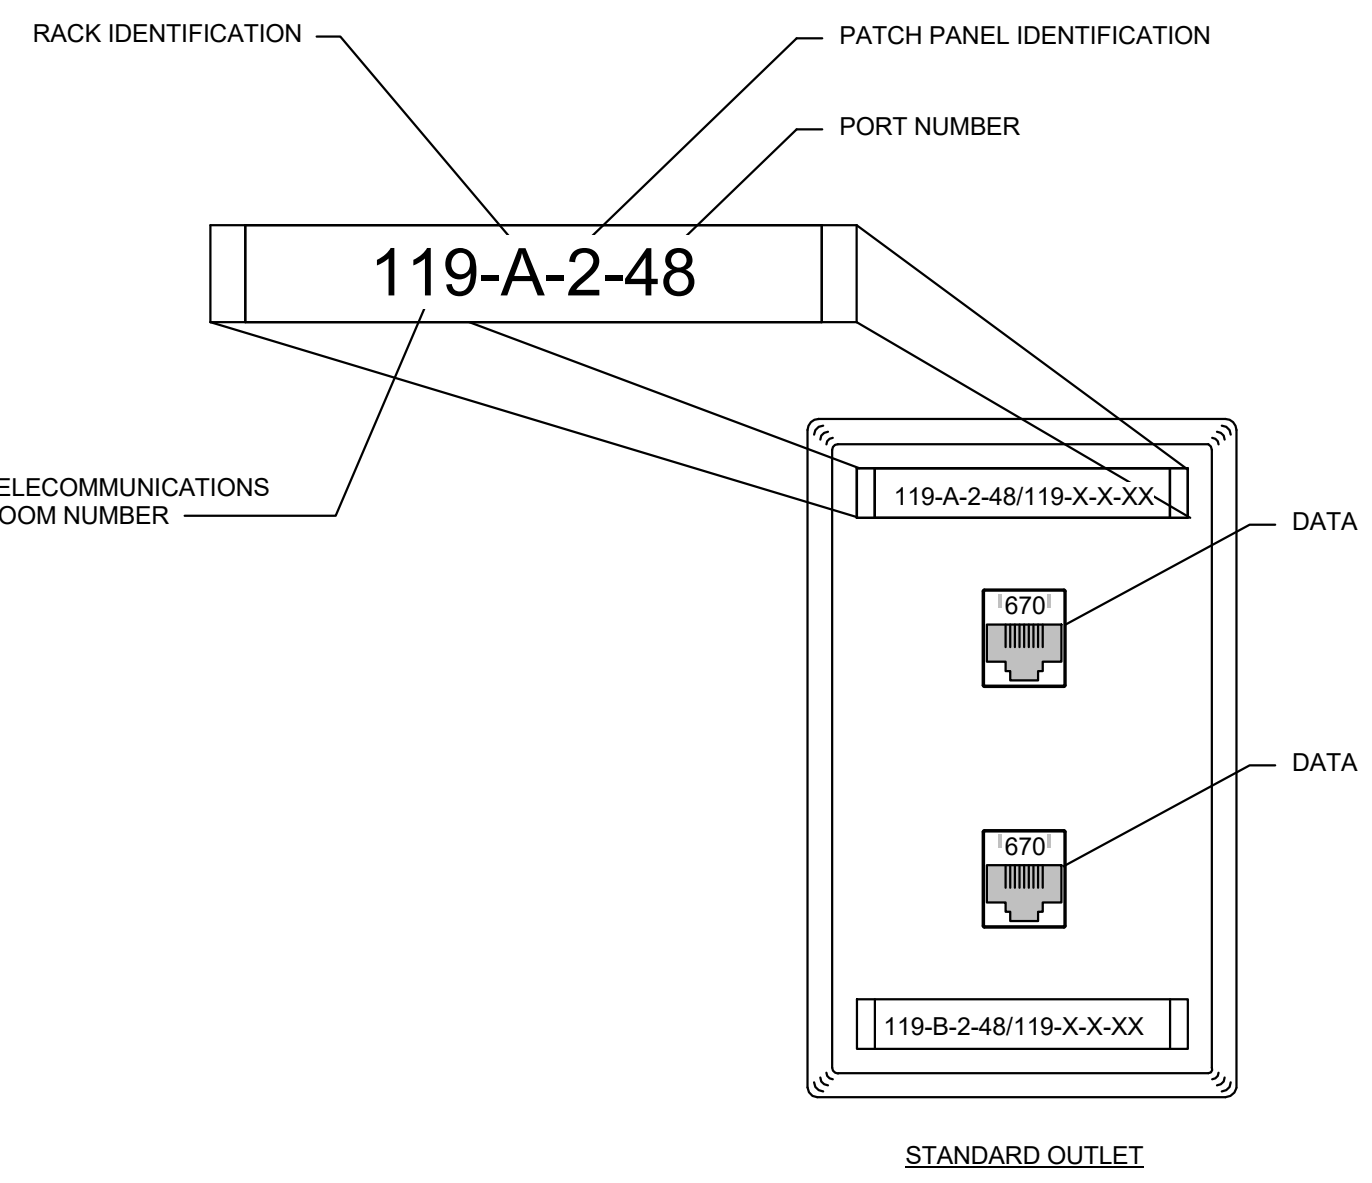 RACK IDENTIFICATION
PATCH PANEL IDENTIFICATION
PORT NUMBER
119-A-2-48
ELECOMMUNICATIONS
OOM NUMBER
119-A-2-48/119-X-X-XX
DATA
670
DATA
670
119-B-2-48/119-X-X-XX
STANDARD OUTLET